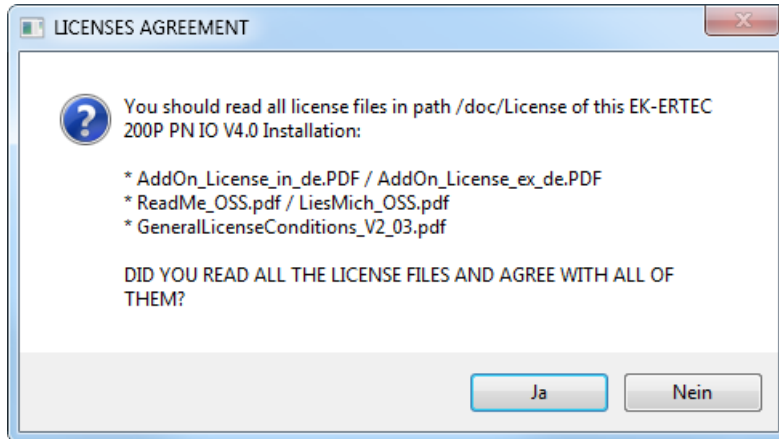 LICENSES AGREEMENT
You should read all license files in path /doc/License of this EK-ERTEC
200P PN IO V4.0 Installation:
* AddOn_License_in_de.PDF / AddOn_License_ex_de.PDF
* ReadMe_OSS.pdf / LiesMich_OSS.pdf
* GeneralLicenseConditions_V2_03.pdf
DID YOU READ ALL THE LICENSE FILES AND AGREE WITH ALL OF
THEM?
Ja Nein